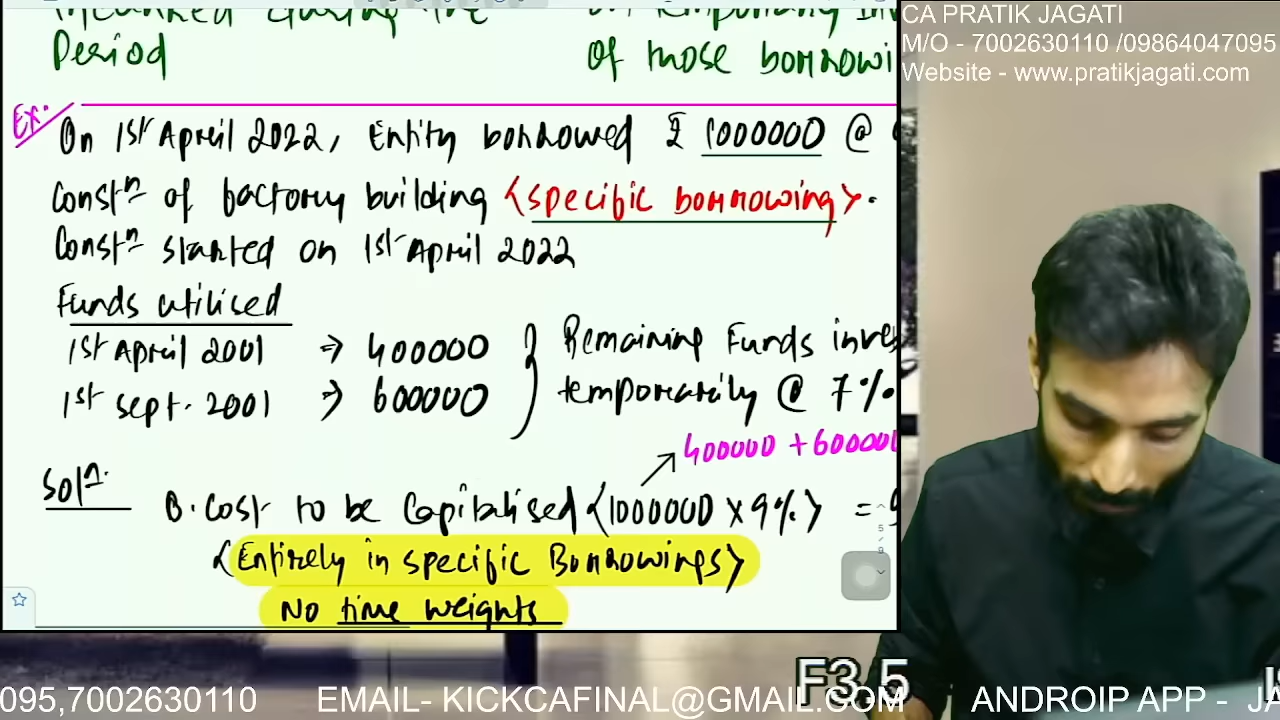 Period
of those borrowi
CA PRATIK JAGATI
M/O - 7002630110 /09864047095
Website - www.pratikjagati.com
Ex:
On 1st April 2022, Entity borrowed ₹ 1000000 @
Constn of factory building <specific borrowing>.
Constn started on 1st April 2022
Funds utilised
1st April 2001 ⇒ 400000
1st Sept. 2001 ⇒ 600000
Remaining Funds inve
temporarily @ 7%
400000 + 600000
Soln.
B. Cost to be Capitalised <1000000 x 9%> =
<Entirely in specific Borrowings>
No time weights
F3.5
095,7002630110 EMAIL- KICKCAFINAL@GMAIL.COM ANDROIP APP - JA